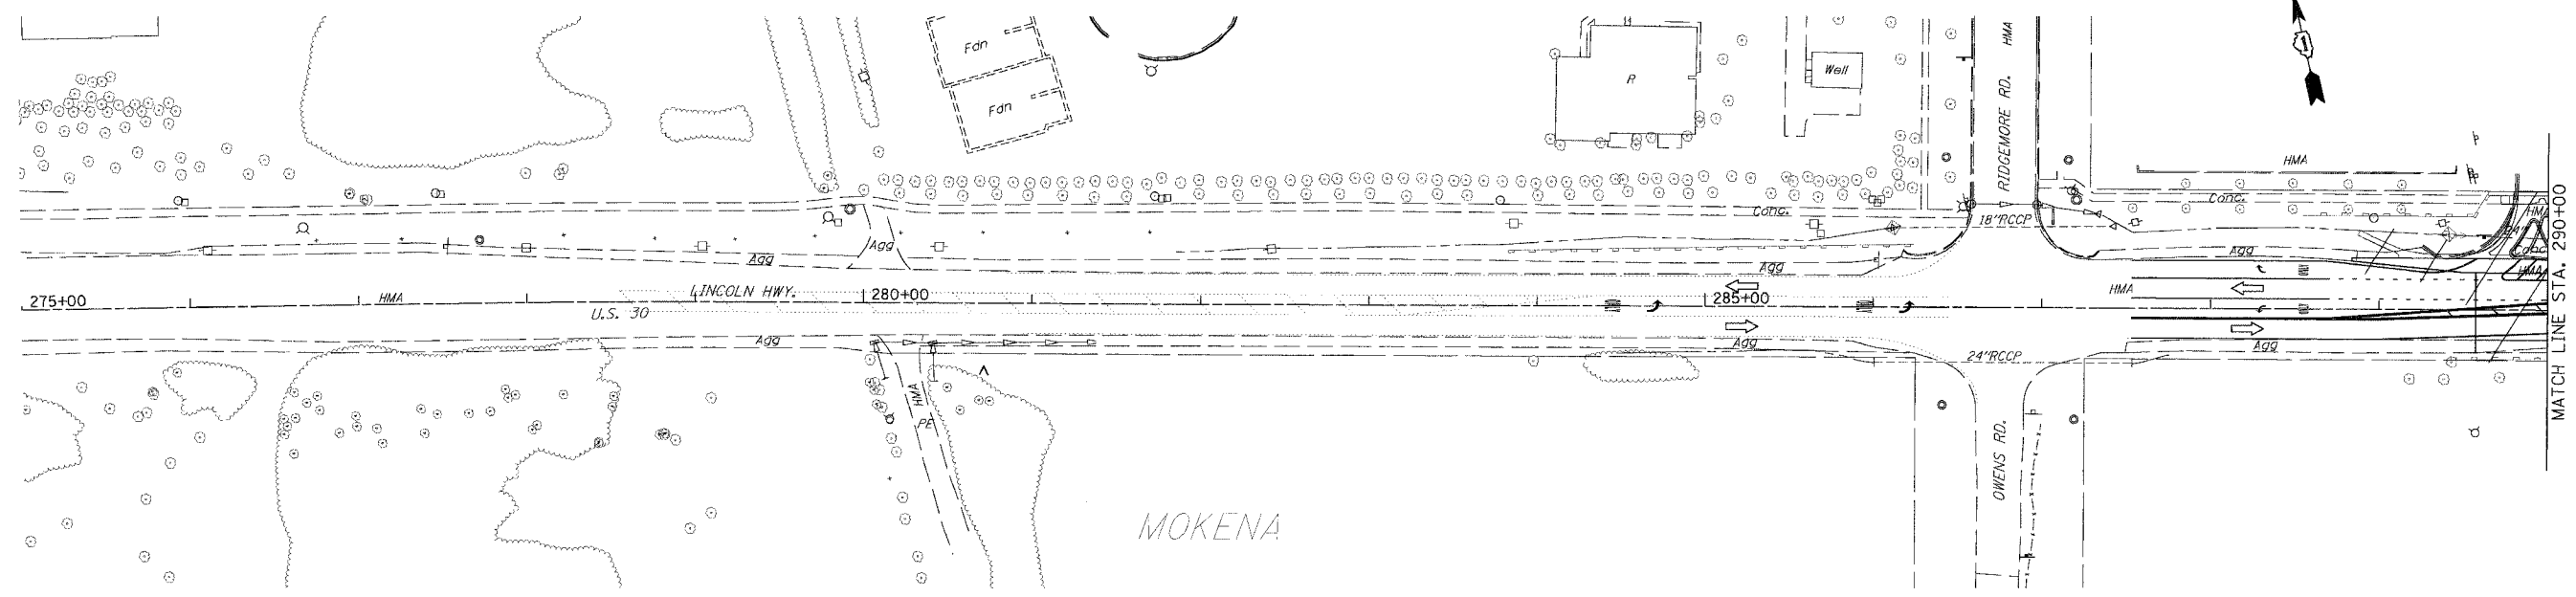 Fdn
Fdn
R
Well
RIDGEMORE RD.
HMA
HMA
Conc.
Conc.
18"RCCP
HMA
Agg
Agg
Agg
Agg
HMA
275+00
HMA
LINCOLN HWY.
280+00
285+00
HMA
U.S. 30
Agg
Agg
24"RCCP
Agg
HMA
PE
OWENS RD.
MOKENA
MATCH LINE STA. 290+00